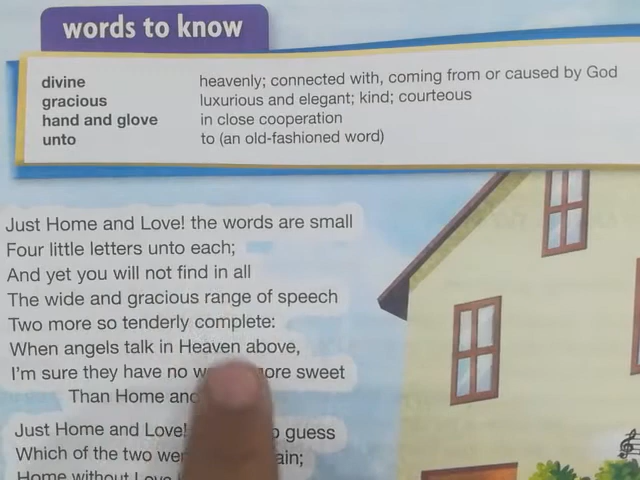 words to know
divine heavenly; connected with, coming from or caused by God
gracious luxurious and elegant; kind; courteous
hand and glove in close cooperation
unto to (an old-fashioned word)
Just Home and Love! the words are small
Four little letters unto each;
And yet you will not find in all
The wide and gracious range of speech
Two more so tenderly complete:
When angels talk in Heaven above,
I'm sure they have no sweet
Than Home
Just Home and Love! guess
Which of the two
Home without Love